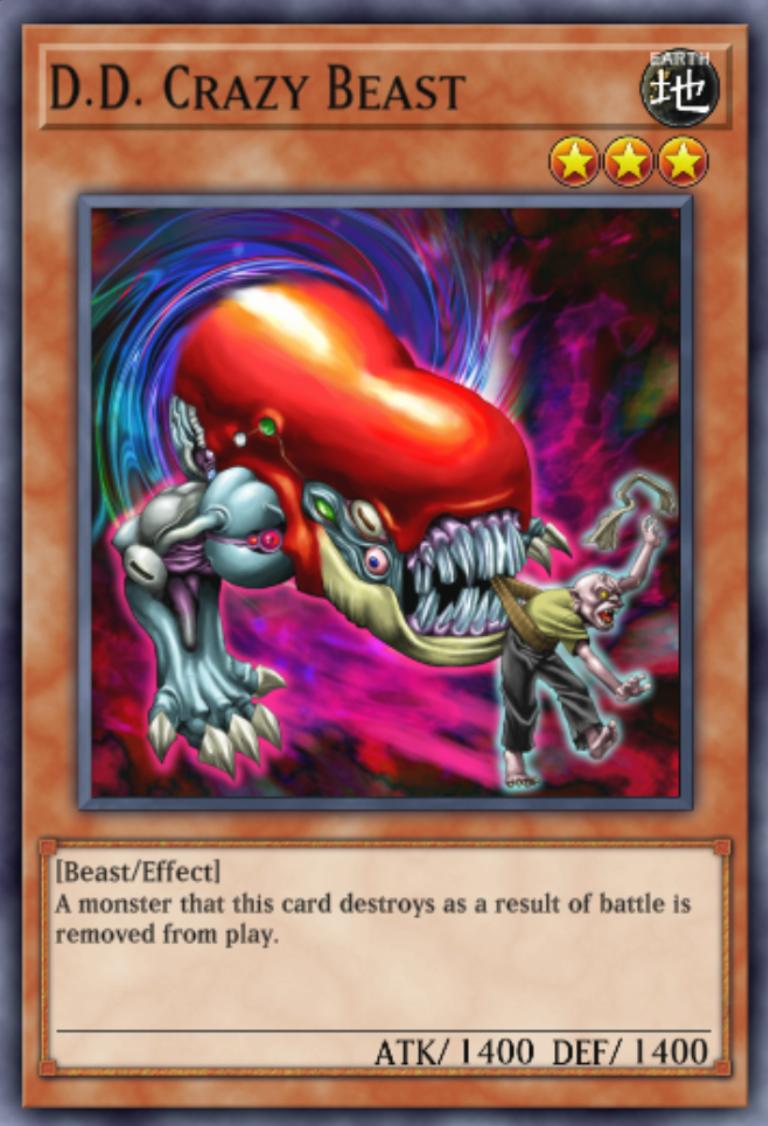 D.D. Crazy Beast
EARTH
地
[Beast/Effect]
A monster that this card destroys as a result of battle is
removed from play.
ATK/ 1400 DEF/ 1400